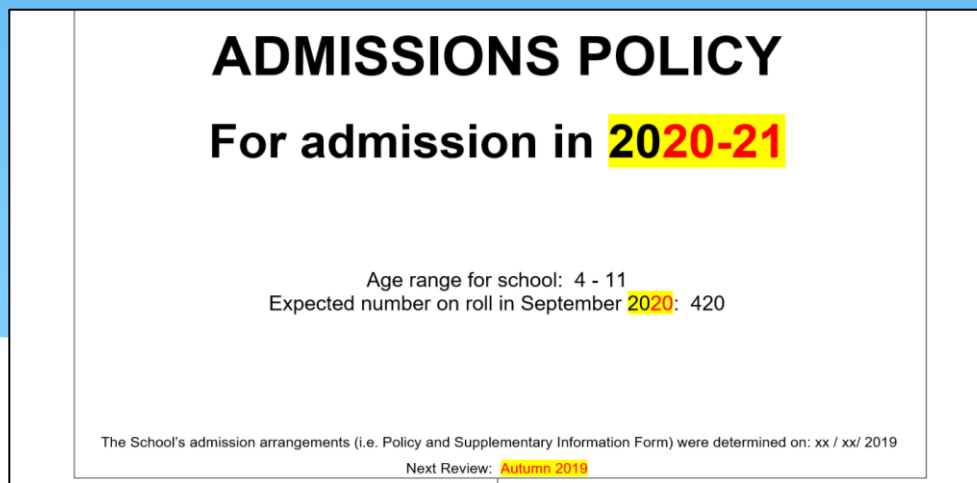 ADMISSIONS POLICY
For admission in 2020-21
Age range for school:  4 - 11
Expected number on roll in September 2020:  420
The School's admission arrangements (i.e. Policy and Supplementary Information Form) were determined on: xx / xx/ 2019
Next Review:  Autumn 2019